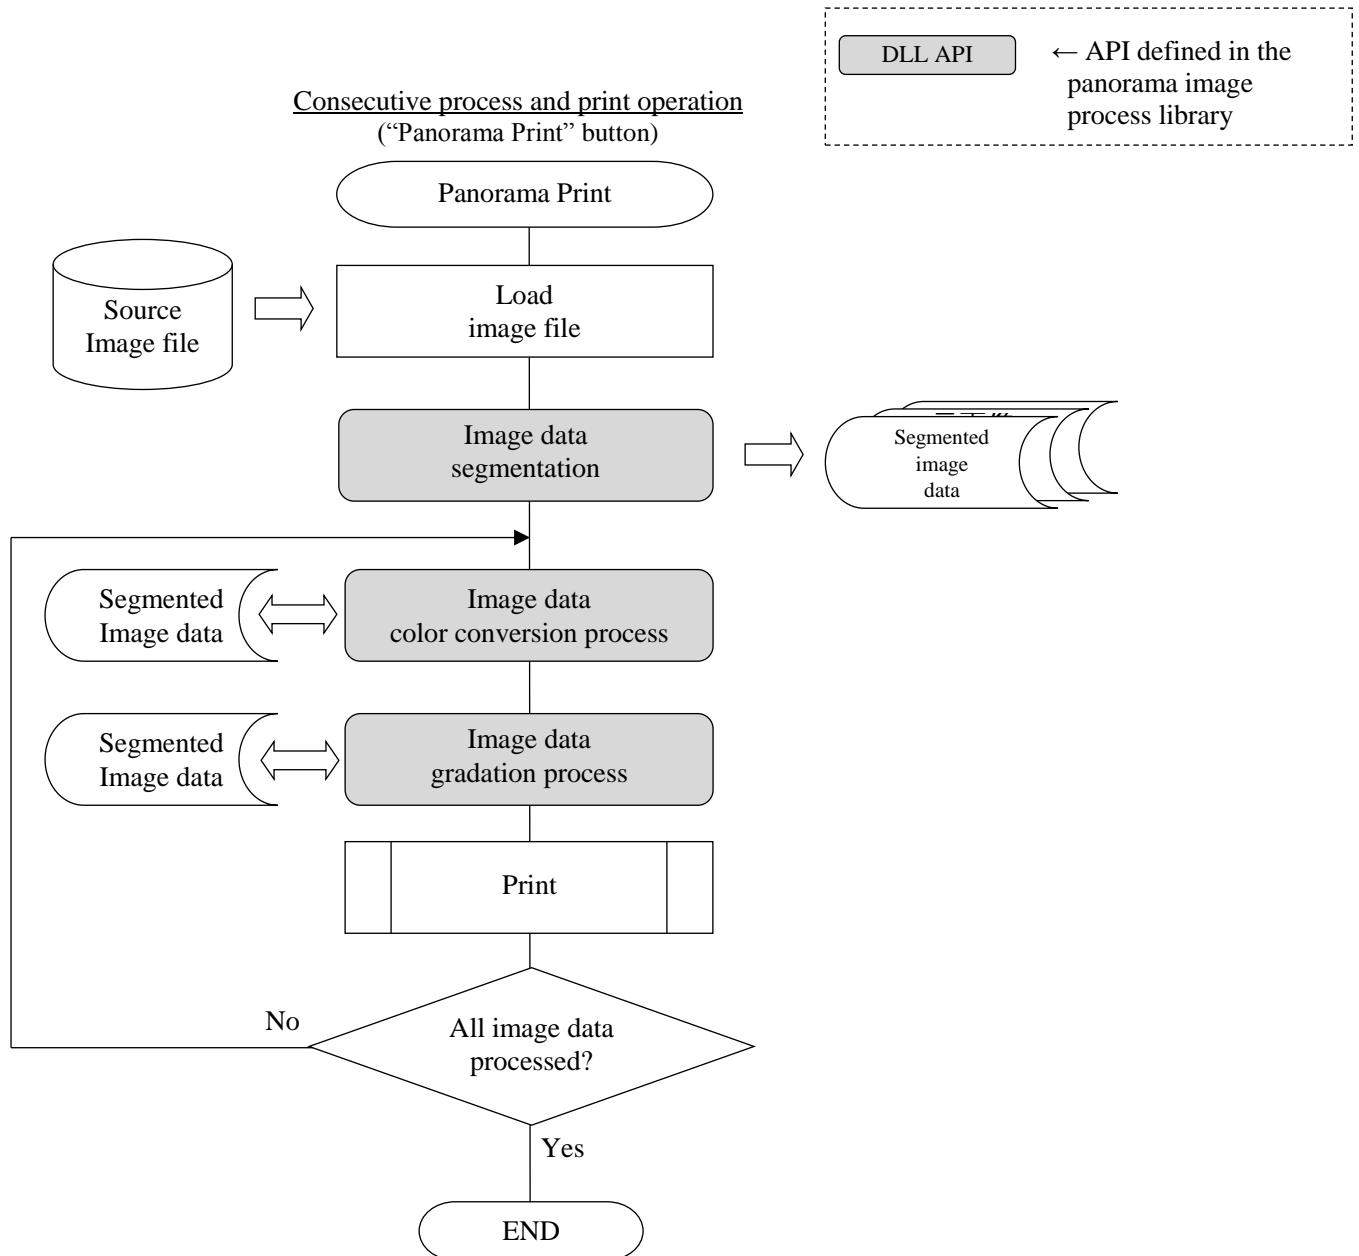 DLL API
← API defined in the
panorama image
process library
Consecutive process and print operation
(“Panorama Print” button)
Panorama Print
Source
Image file
Load
image file
Image data
segmentation
Segmented
image
data
Segmented
Image data
Image data
color conversion process
Segmented
Image data
Image data
gradation process
Print
No
All image data
processed?
Yes
END